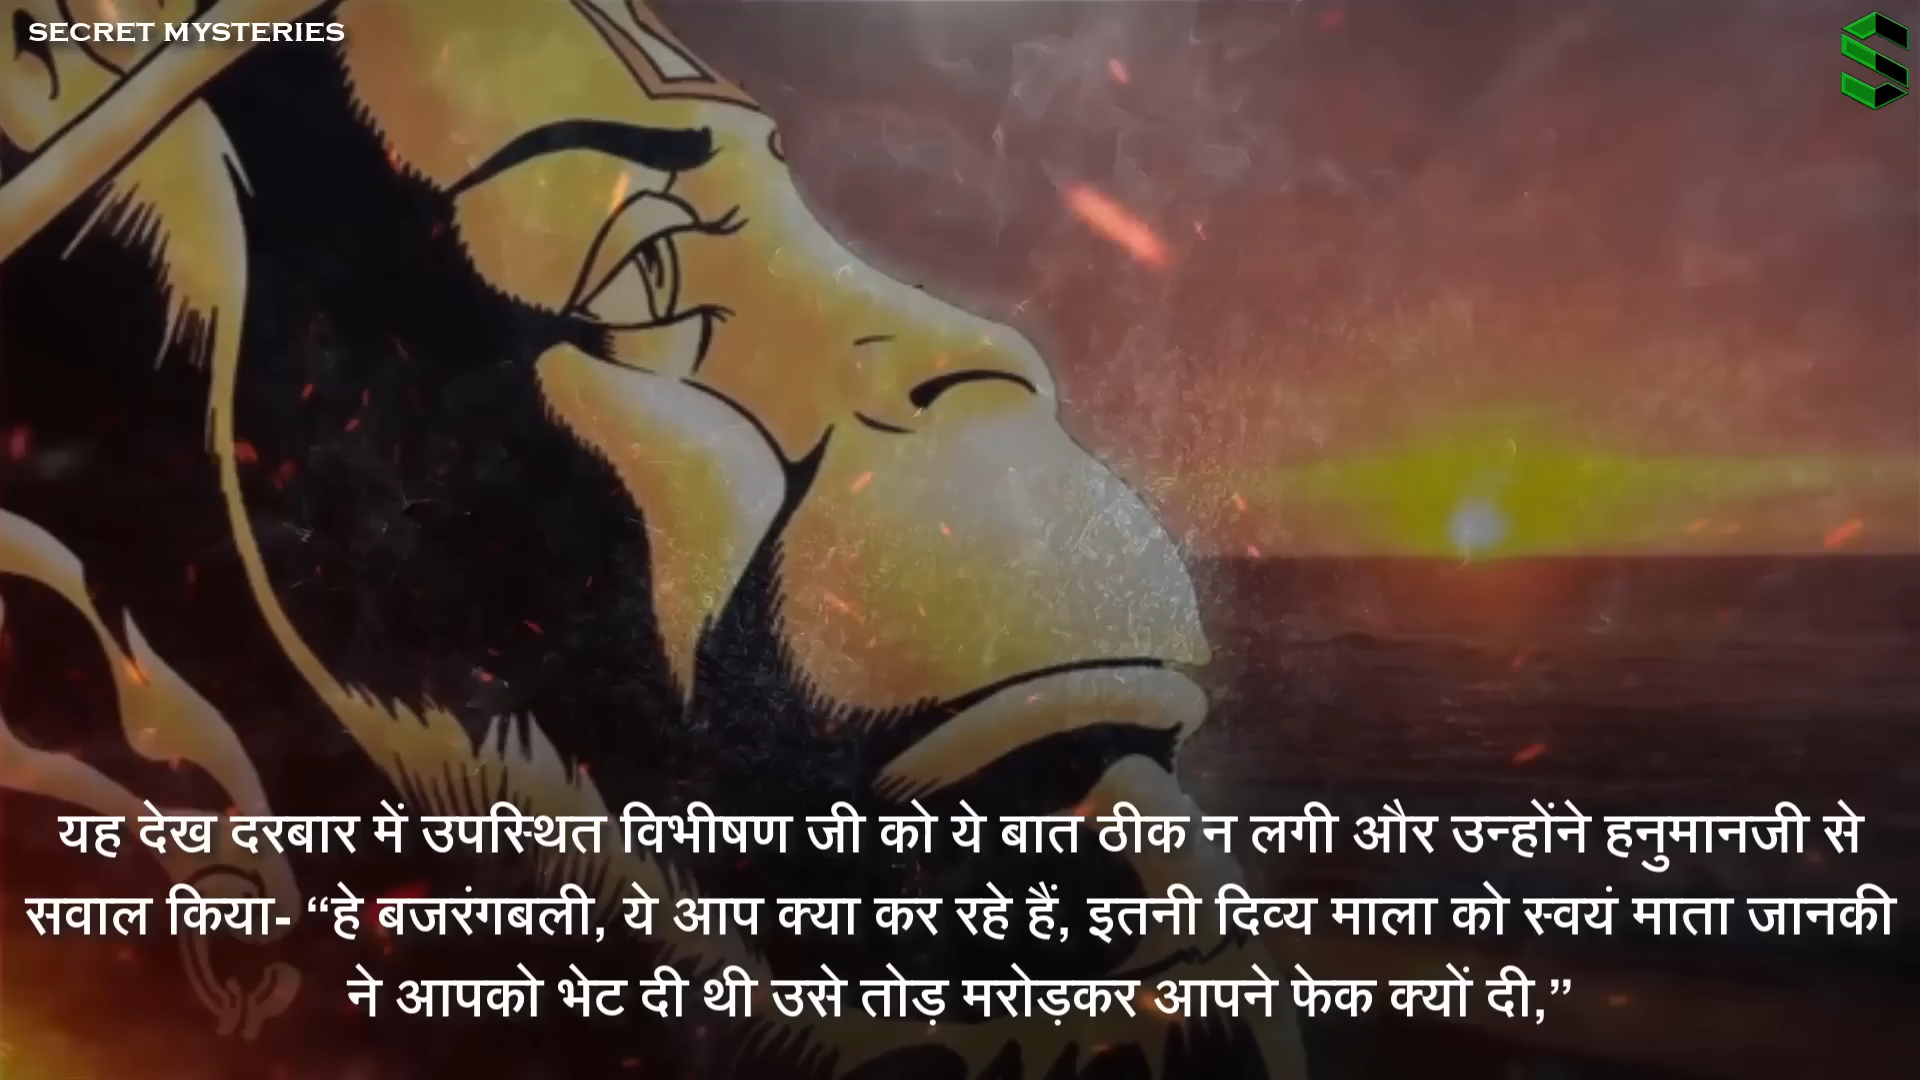 SECRET MYSTERIES
यह देख दरबार में उपस्थित विभीषण जी को ये बात ठीक न लगी और उन्होंने हनुमानजी से
सवाल किया- “हे बजरंगबली, ये आप क्या कर रहे हैं, इतनी दिव्य माला को स्वयं माता जानकी
ने आपको भेट दी थी उसे तोड़ मरोड़कर आपने फेक क्यों दी,”